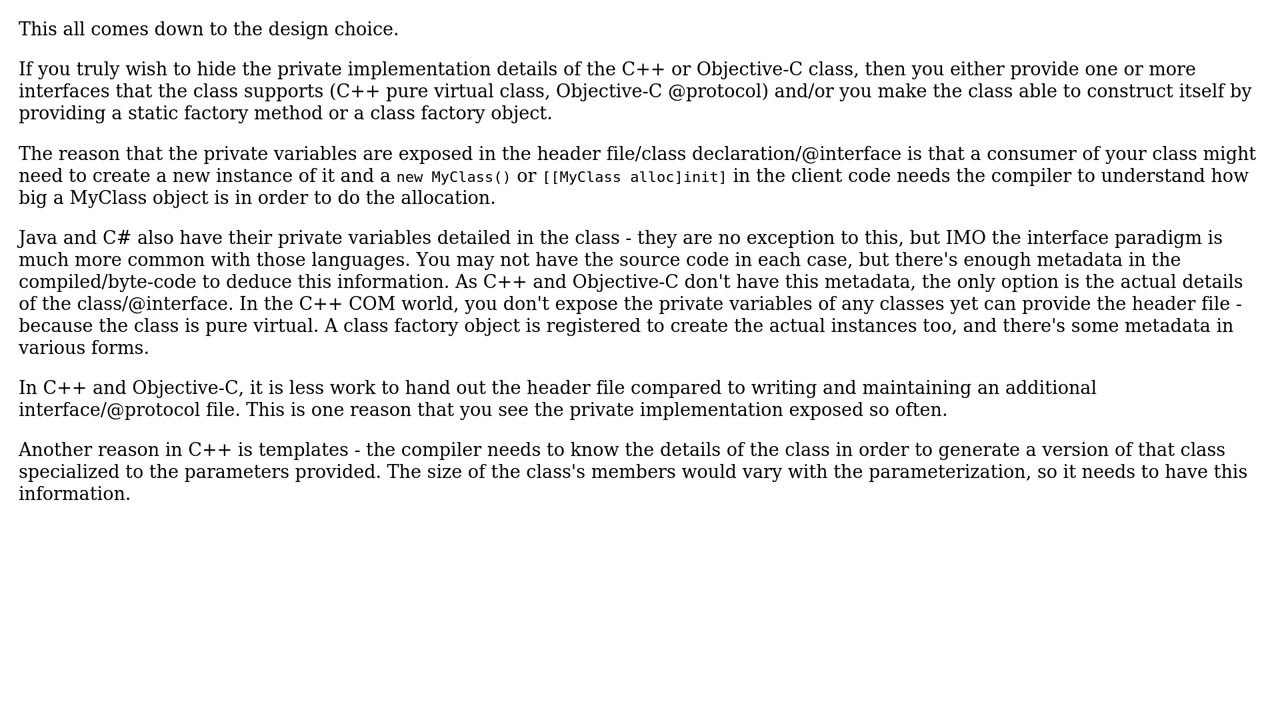 This all comes down to the design choice.
If you truly wish to hide the private implementation details of the C++ or Objective-C class, then you either provide one or more
interfaces that the class supports (C++ pure virtual class, Objective-C @protocol) and/or you make the class able to construct itself by
providing a static factory method or a class factory object.
The reason that the private variables are exposed in the header file/class declaration/@interface is that a consumer of your class might
need to create a new instance of it and a new MyClass() or [[MyClass alloc]init] in the client code needs the compiler to understand how
big a MyClass object is in order to do the allocation.
Java and C# also have their private variables detailed in the class - they are no exception to this, but IMO the interface paradigm is
much more common with those languages. You may not have the source code in each case, but there's enough metadata in the
compiled/byte-code to deduce this information. As C++ and Objective-C don't have this metadata, the only option is the actual details
of the class/@interface. In the C++ COM world, you don't expose the private variables of any classes yet can provide the header file -
because the class is pure virtual. A class factory object is registered to create the actual instances too, and there's some metadata in
various forms.
In C++ and Objective-C, it is less work to hand out the header file compared to writing and maintaining an additional
interface/@protocol file. This is one reason that you see the private implementation exposed so often.
Another reason in C++ is templates - the compiler needs to know the details of the class in order to generate a version of that class
specialized to the parameters provided. The size of the class's members would vary with the parameterization, so it needs to have this
information.